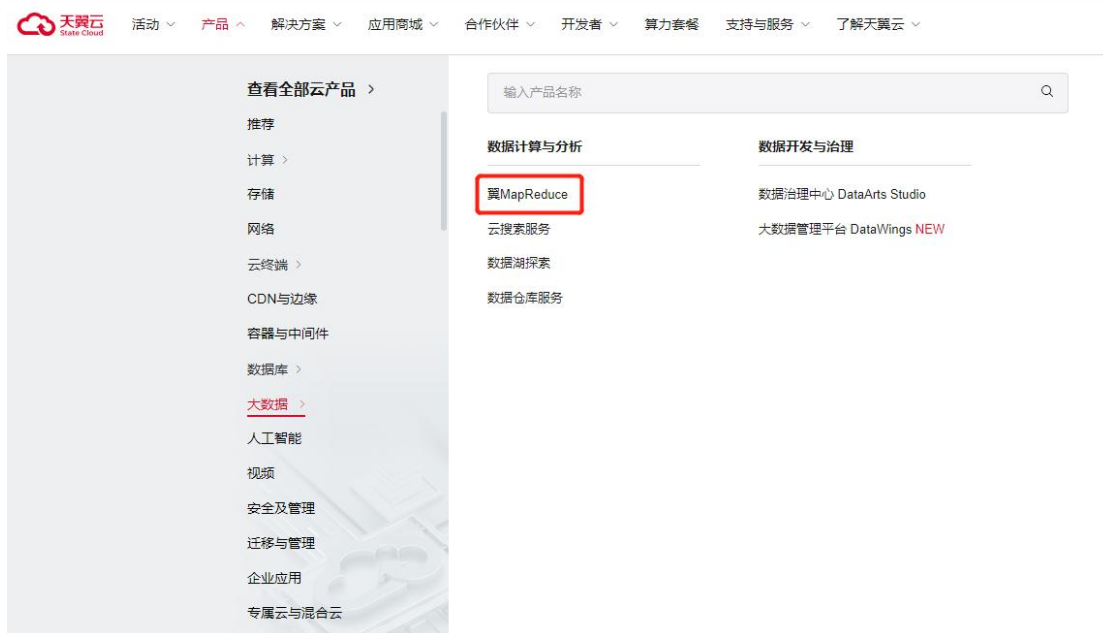 天翼云
State Cloud
活动 产品 解决方案 应用商城 合作伙伴 开发者 算力套餐 支持与服务 了解天翼云
查看全部云产品
推荐
计算
存储
网络
云终端
CDN与边缘
容器与中间件
数据库
大数据
人工智能
视频
安全及管理
迁移与管理
企业应用
专属云与混合云
输入产品名称
数据计算与分析
翼MapReduce
云搜索服务
数据湖探索
数据仓库服务
数据开发与治理
数据治理中心 DataArts Studio
大数据管理平台 DataWings NEW